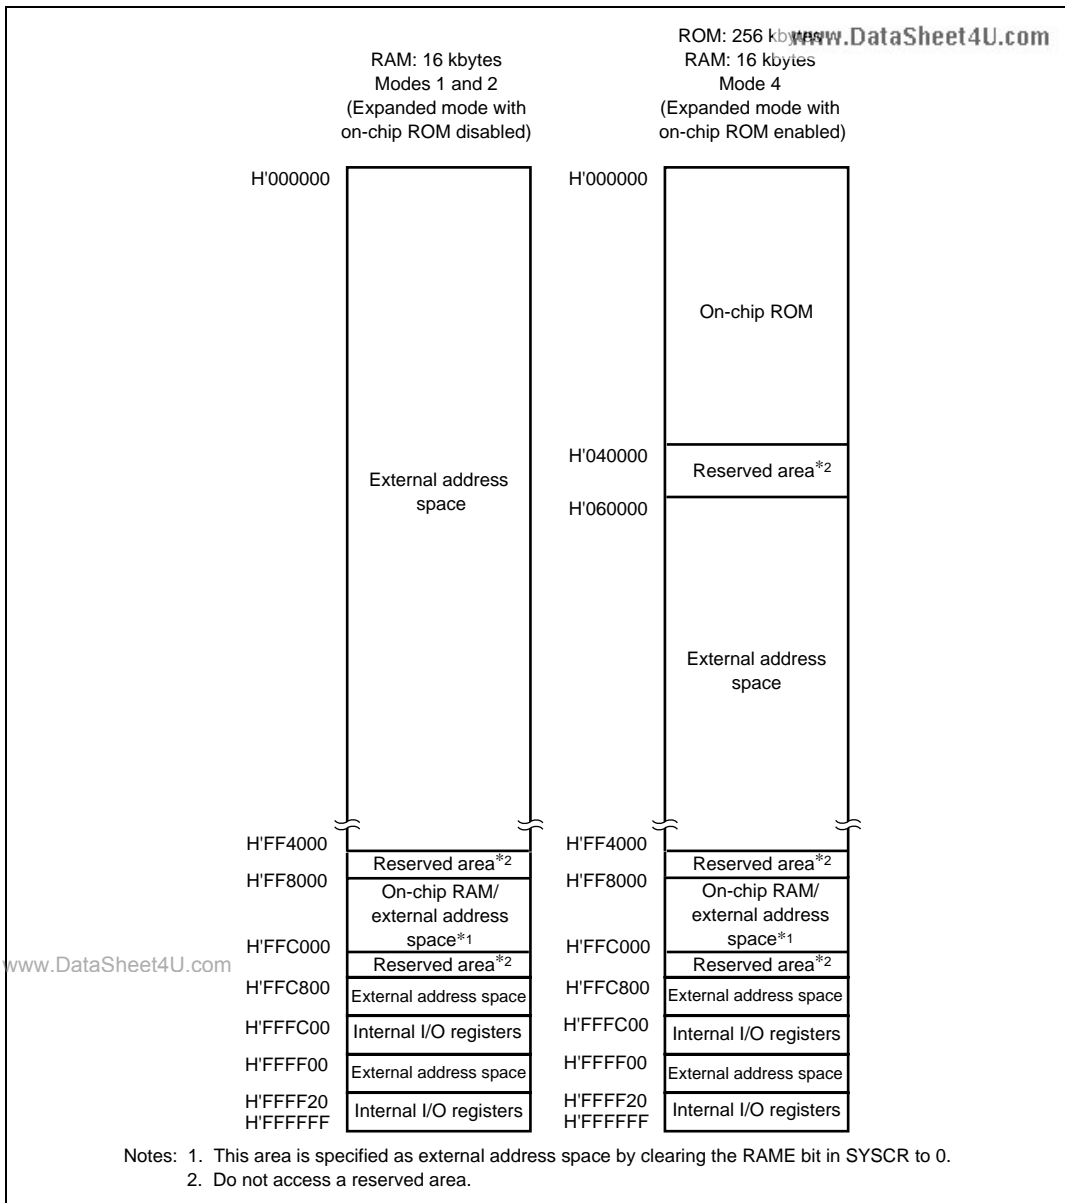 www.DataSheet4U.com
RAM: 16 kbytes
Modes 1 and 2
(Expanded mode with
on-chip ROM disabled)
H'000000
External address
space
H'FF4000
Reserved area*2
H'FF8000
On-chip RAM/
external address
space*1
H'FFC000
Reserved area*2
H'FFC800
External address space
H'FFFC00
Internal I/O registers
H'FFFF00
External address space
H'FFFF20
Internal I/O registers
H'FFFFFF
ROM: 256 kbytes
RAM: 16 kbytes
Mode 4
(Expanded mode with
on-chip ROM enabled)
H'000000
On-chip ROM
H'040000
Reserved area*2
H'060000
External address
space
H'FF4000
Reserved area*2
H'FF8000
On-chip RAM/
external address
space*1
H'FFC000
Reserved area*2
H'FFC800
External address space
H'FFFC00
Internal I/O registers
H'FFFF00
External address space
H'FFFF20
Internal I/O registers
H'FFFFFF
www.DataSheet4U.com
Notes: 1. This area is specified as external address space by clearing the RAME bit in SYSCR to 0.
2. Do not access a reserved area.